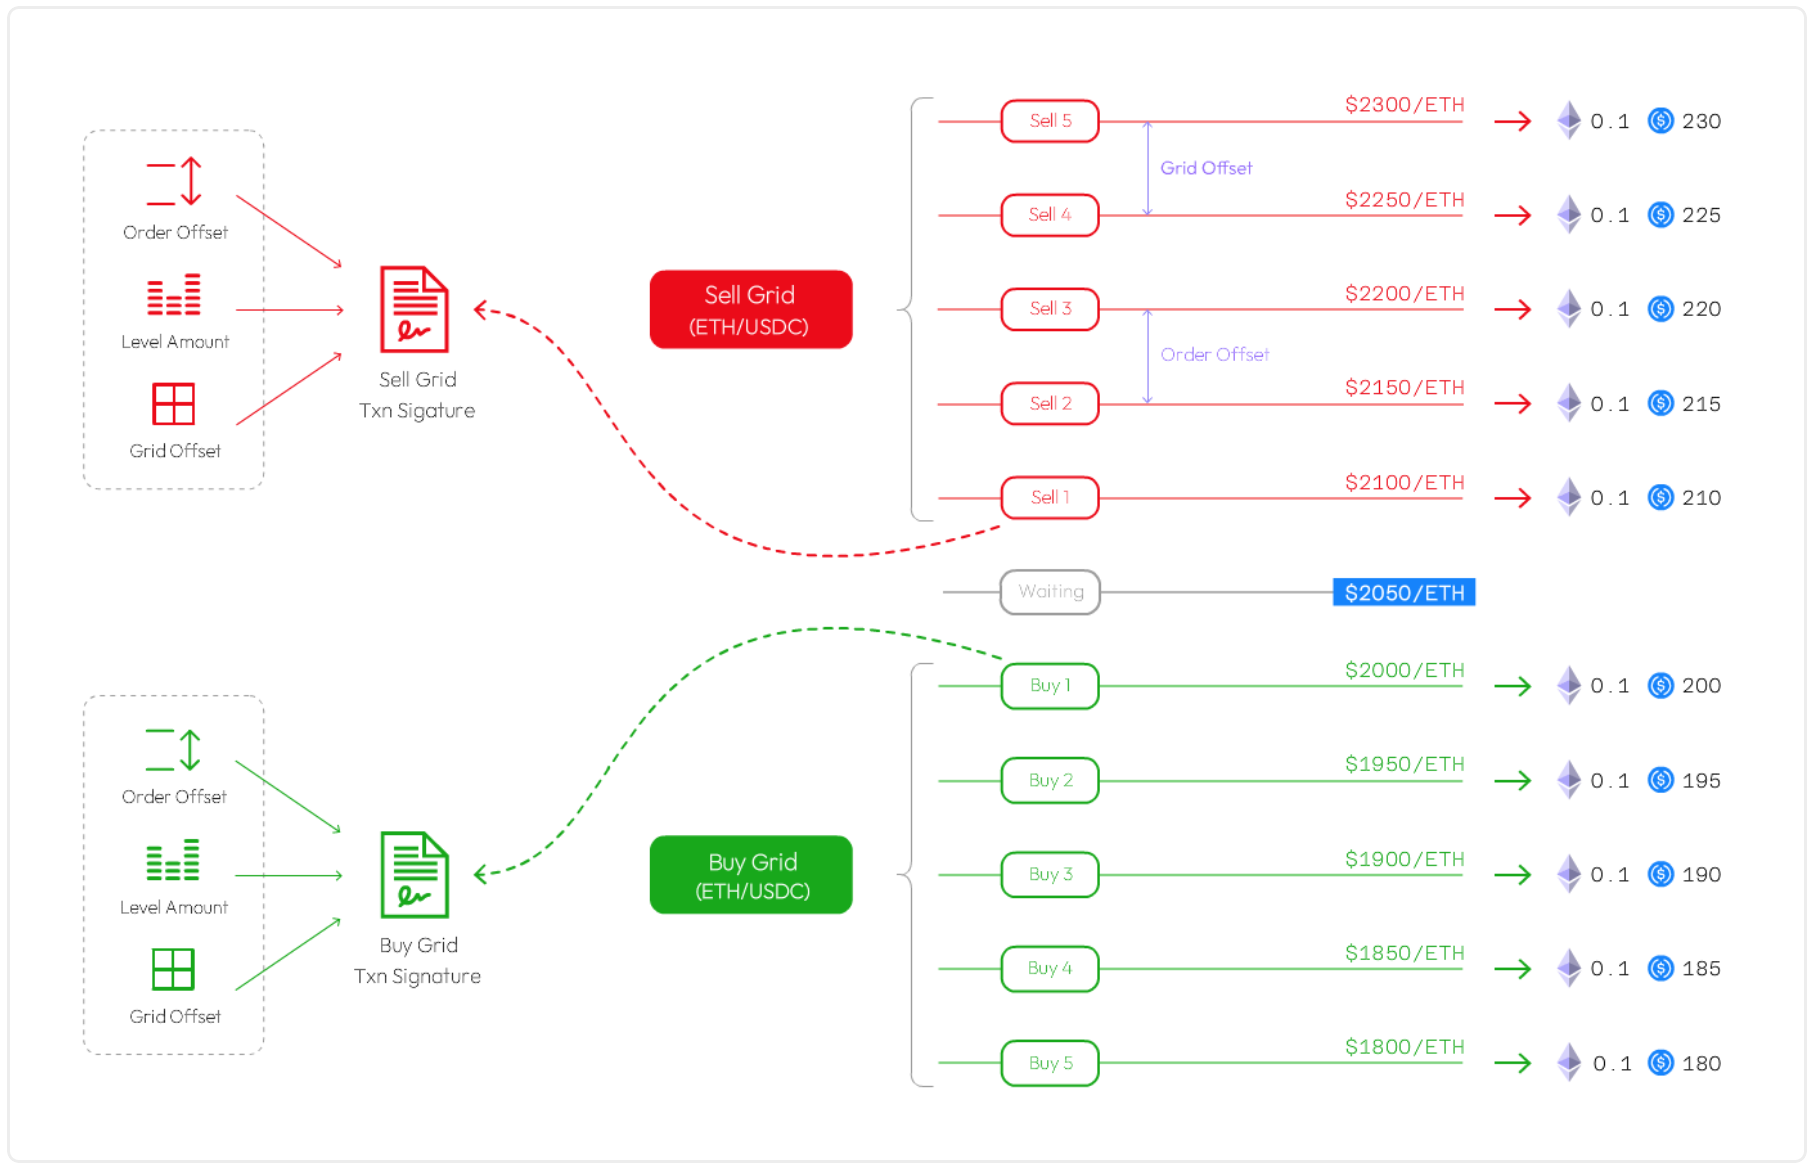 Order Offset
Level Amount
Grid Offset
Sell Grid
Txn Sigature
Sell Grid
(ETH/USDC)
Sell 5
$2300/ETH
0.1
230
Grid Offset
Sell 4
$2250/ETH
0.1
225
Sell 3
$2200/ETH
0.1
220
Order Offset
Sell 2
$2150/ETH
0.1
215
Sell 1
$2100/ETH
0.1
210
Waiting
$2050/ETH
Order Offset
Level Amount
Grid Offset
Buy Grid
Txn Signature
Buy Grid
(ETH/USDC)
Buy 1
$2000/ETH
0.1
200
Buy 2
$1950/ETH
0.1
195
Buy 3
$1900/ETH
0.1
190
Buy 4
$1850/ETH
0.1
185
Buy 5
$1800/ETH
0.1
180